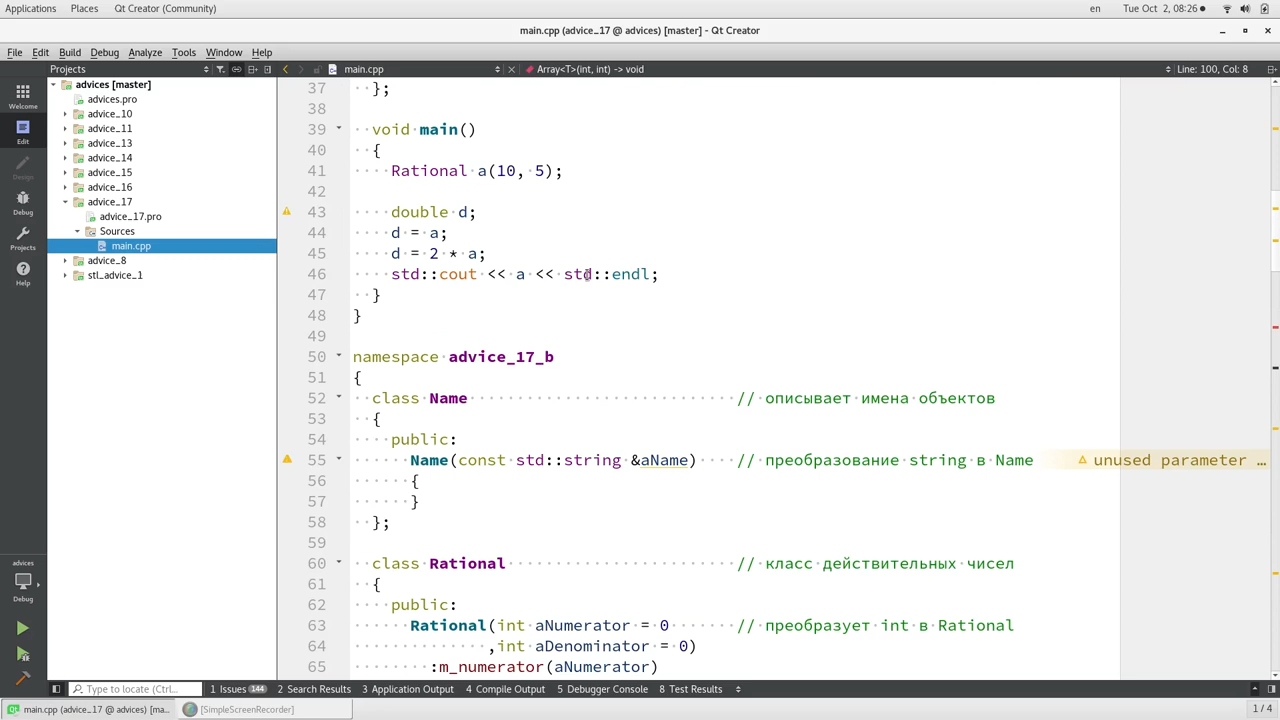 Applications Places Qt Creator (Community) en Tue Oct 2, 08:26
main.cpp (advice_17 @ advices) [master] - Qt Creator
File Edit Build Debug Analyze Tools Window Help
Projects main.cpp Array<T>(int, int) -> void Line: 100, Col: 8
Welcome
Edit
Design
Debug
Projects
Help
advices
Debug
advices [master]
advices.pro
advice_10
advice_11
advice_13
advice_14
advice_15
advice_16
advice_17
advice_17.pro
Sources
main.cpp
advice_8
stl_advice_1
37 };
38
39 void main()
40 {
41 Rational a(10, 5);
42
43 double d;
44 d = a;
45 d = 2 * a;
46 std::cout << a << std::endl;
47 }
48 }
49
50 namespace advice_17_b
51 {
52 class Name // описывает имена объектов
53 {
54 public:
55 Name(const std::string &aName) // преобразование string в Name unused parameter …
56 {
57 }
58 };
59
60 class Rational // класс действительных чисел
61 {
62 public:
63 Rational(int aNumerator = 0 // преобразует int в Rational
64 ,int aDenominator = 0)
65 :m_numerator(aNumerator)
Type to locate (Ctrl... 1 Issues 144 2 Search Results 3 Application Output 4 Compile Output 5 Debugger Console 8 Test Results
main.cpp (advice_17 @ advices) [ma... [SimpleScreenRecorder] 1 / 4